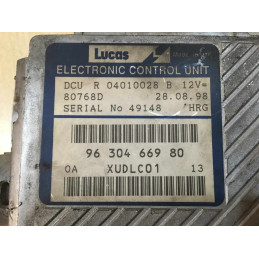 Lucas
ELECTRONIC CONTROL UNIT
DCU R 04010028 B 12V=
80768D 28.08.98
SERIAL No 49148 'HRG
96 304 669 80
0A XUDLC01 13